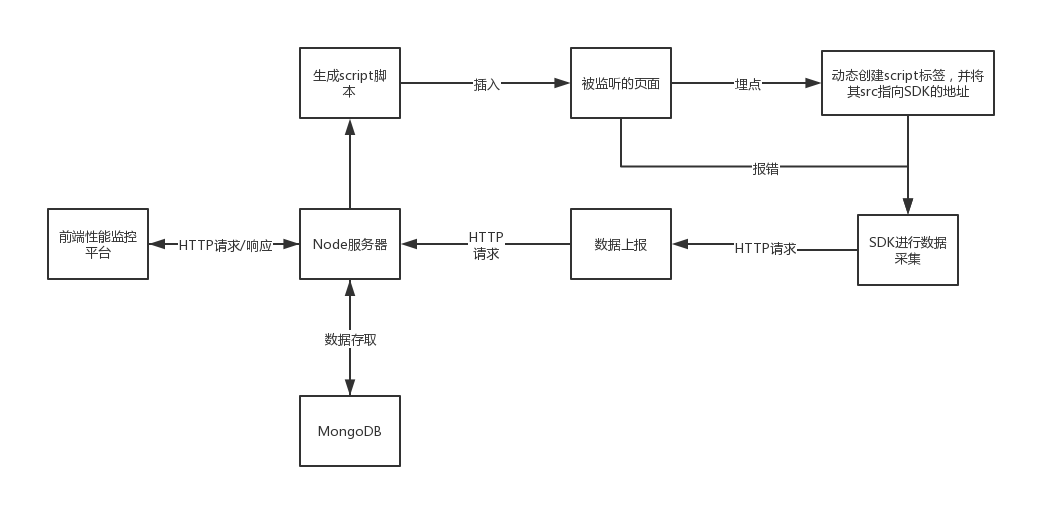 生成script脚
本
插入
被监听的页面
埋点
动态创建script标签，并将
其src指向SDK的地址
报错
前端性能监控
平台
HTTP请求/响应
Node服务器
HTTP
请求
数据上报
HTTP请求
SDK进行数据
采集
数据存取
MongoDB